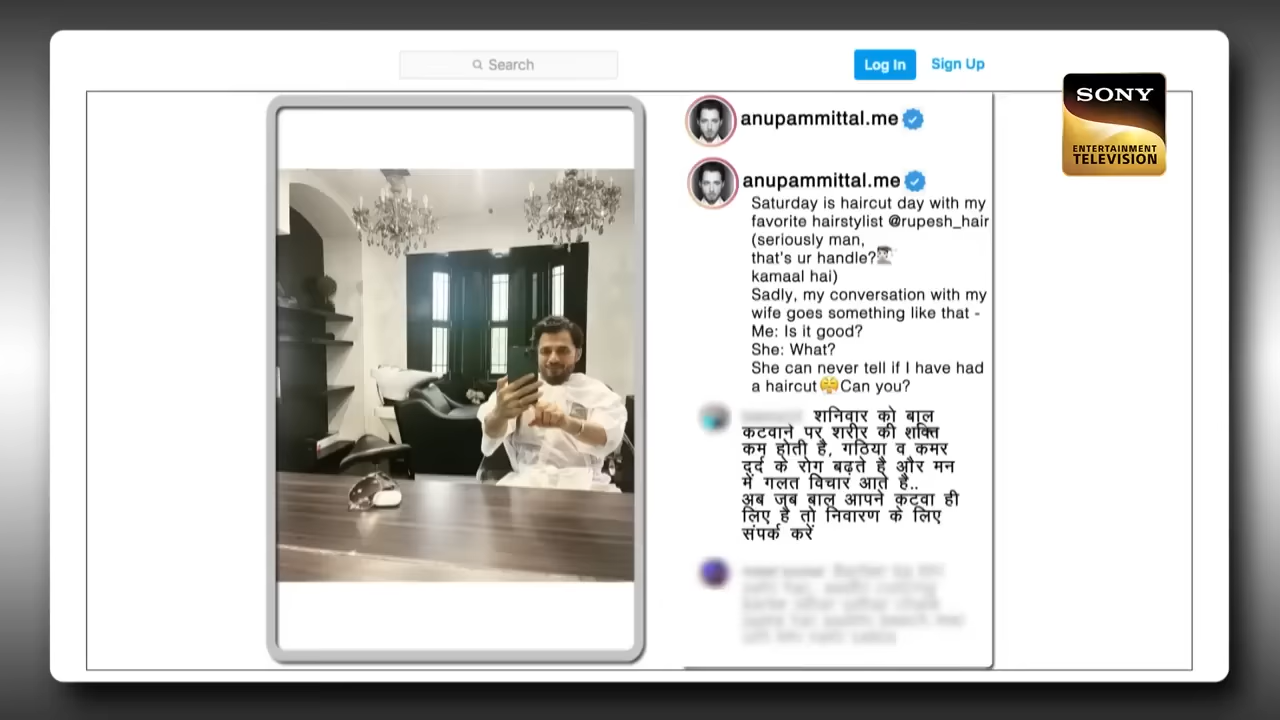 Search
Log In
Sign Up
SONY
ENTERTAINMENT
TELEVISION
anupammittal.me
anupammittal.me
Saturday is haircut day with my
favorite hairstylist @rupesh_hair
(seriously man,
that's ur handle?
kamaal hai)
Sadly, my conversation with my
wife goes something like that -
Me: Is it good?
She: What?
She can never tell if I have had
a haircut😤Can you?
शनिवार को बाल
कटवाने पर शरीर की शक्ति
कम होती है, गठिया व कमर
दर्द के रोग बढ़ते है और मन
में गलत विचार आते है..
अब जब बाल आपने कटवा ही
लिए है तो निवारण के लिए
संपर्क करें